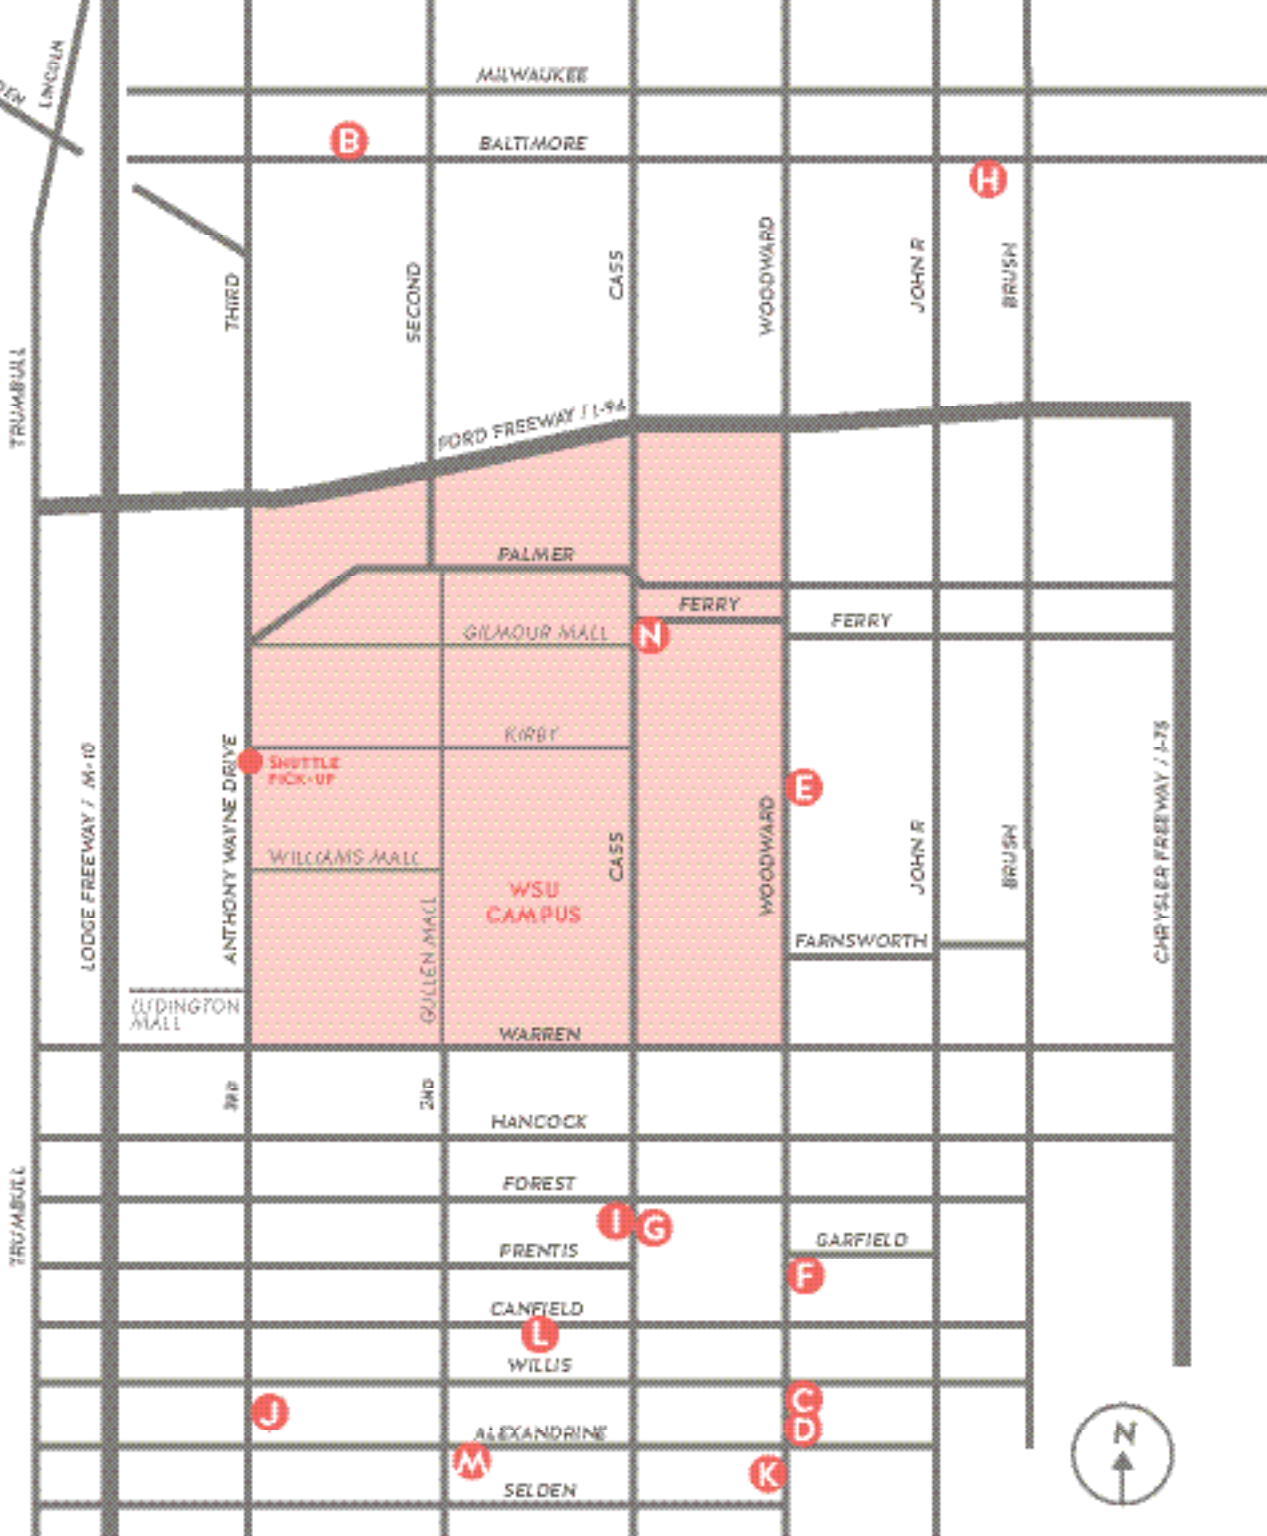 LINCOLN
DEN
MILWAUKEE
B
BALTIMORE
H
THIRD
SECOND
CASS
WOODWARD
JOHN R
BRUSH
TRUMBULL
FORD FREEWAY / I-94
PALMER
FERRY
GILMOUR MALL
N
FERRY
KIRBY
SHUTTLE
PICK-UP
E
LODGE FREEWAY / M-10
ANTHONY WAYNE DRIVE
WILLIAMS MALL
GULLEN MALL
WSU
CAMPUS
CASS
WOODWARD
JOHN R
BRUSH
CHRYSLER FREEWAY / I-75
FARNSWORTH
LUDINGTON
MALL
WARREN
3RD
2ND
HANCOCK
TRUMBULL
FOREST
I
G
GARFIELD
PRENTIS
F
CANFIELD
L
WILLIS
J
C
D
ALEXANDRINE
M
K
SELDEN
N